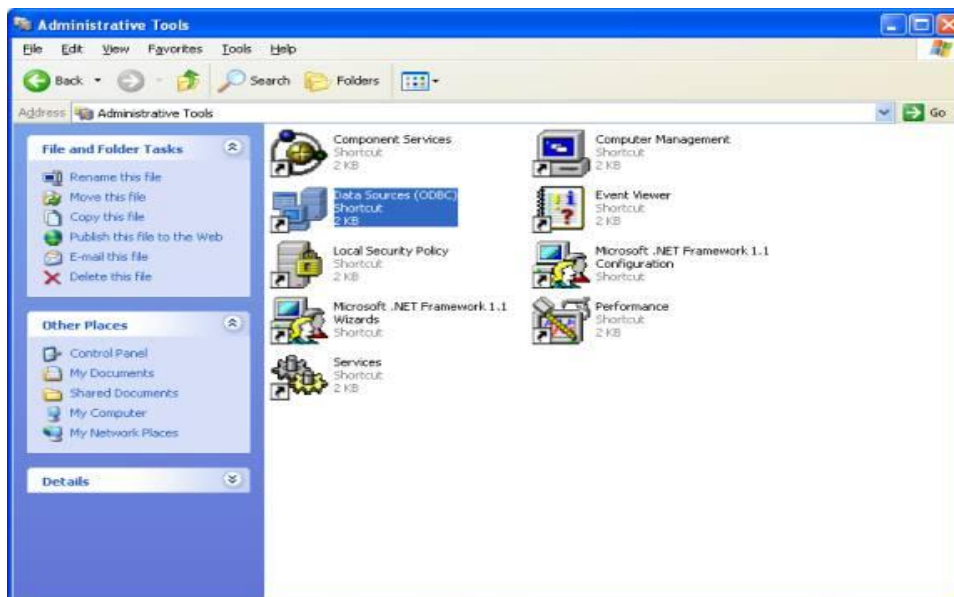 Administrative Tools
File Edit View Favorites Tools Help
Back Search Folders
Address Administrative Tools Go
File and Folder Tasks
Rename this file
Move this file
Copy this file
Publish this file to the Web
E-mail this file
Delete this file
Other Places
Control Panel
My Documents
Shared Documents
My Computer
My Network Places
Details
Component Services
Shortcut
2 KB
Computer Management
Shortcut
2 KB
Data Sources (ODBC)
Shortcut
2 KB
Event Viewer
Shortcut
2 KB
Local Security Policy
Shortcut
2 KB
Microsoft .NET Framework 1.1
Configuration
Shortcut
Microsoft .NET Framework 1.1
Wizards
Shortcut
Performance
Shortcut
2 KB
Services
Shortcut
2 KB